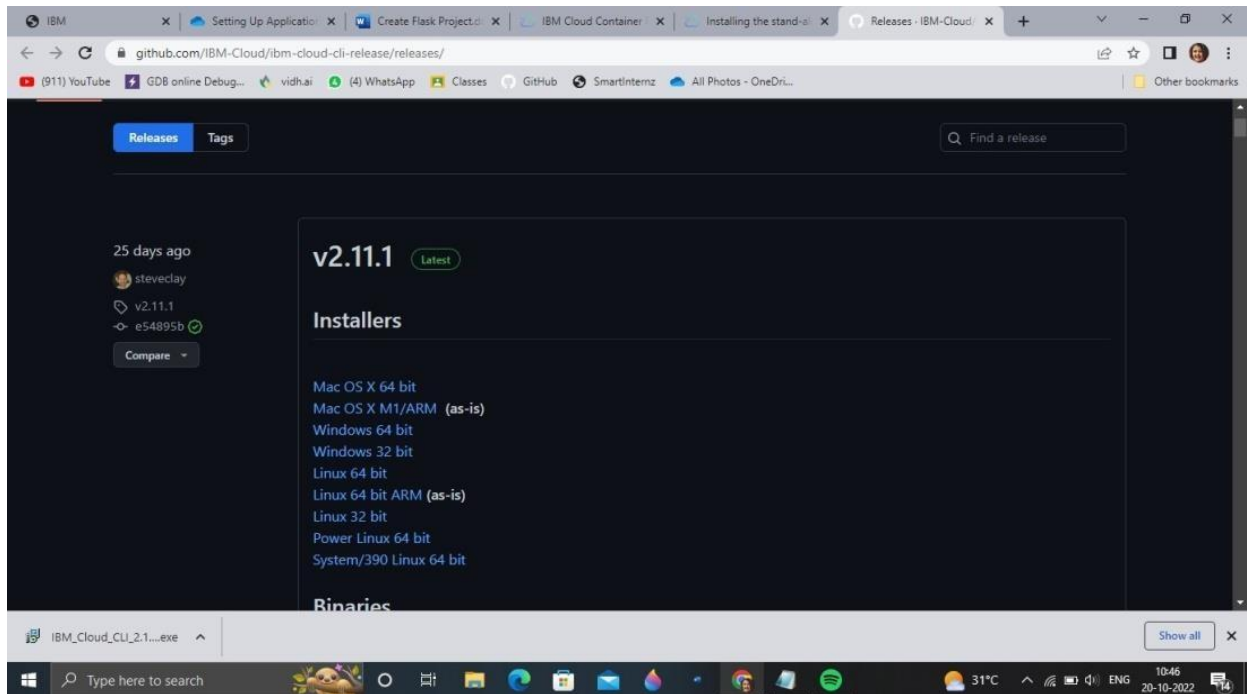 IBM
Setting Up Applicatio
Create Flask Project.d
IBM Cloud Container
Installing the stand-al
Releases · IBM-Cloud/
github.com/IBM-Cloud/ibm-cloud-cli-release/releases/
(911) YouTube
GDB online Debug...
vidh.ai
(4) WhatsApp
Classes
GitHub
SmartInternz
All Photos - OneDri...
Other bookmarks
Releases
Tags
Find a release
25 days ago
steveclay
v2.11.1
e54895b
Compare
v2.11.1
Latest
Installers
Mac OS X 64 bit
Mac OS X M1/ARM (as-is)
Windows 64 bit
Windows 32 bit
Linux 64 bit
Linux 64 bit ARM (as-is)
Linux 32 bit
Power Linux 64 bit
System/390 Linux 64 bit
Binaries
IBM_Cloud_CLI_2.1....exe
Show all
Type here to search
31°C
ENG
10:46
20-10-2022
14